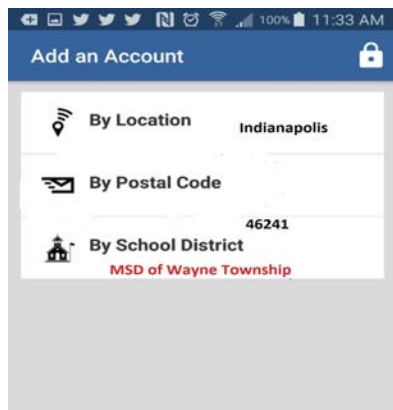 100% 11:33 AM
Add an Account
By Location
Indianapolis
By Postal Code
46241
By School District
MSD of Wayne Township